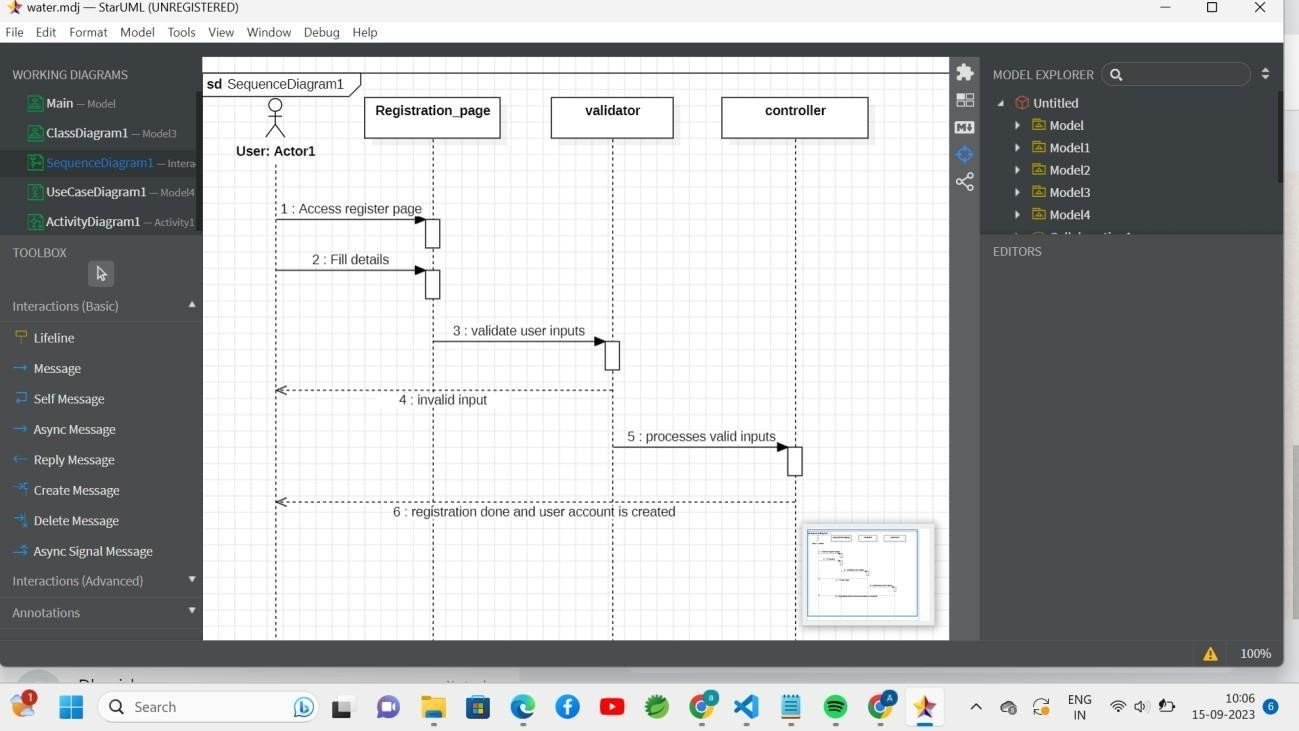 water.mdj — StarUML (UNREGISTERED)
File Edit Format Model Tools View Window Debug Help
WORKING DIAGRAMS
Main — Model
ClassDiagram1 — Model3
SequenceDiagram1 — Intera
UseCaseDiagram1 — Model4
ActivityDiagram1 — Activity1
TOOLBOX
Interactions (Basic)
Lifeline
Message
Self Message
Async Message
Reply Message
Create Message
Delete Message
Async Signal Message
Interactions (Advanced)
Annotations
sd SequenceDiagram1
User: Actor1
Registration_page
validator
controller
1 : Access register page
2 : Fill details
3 : validate user inputs
4 : invalid input
5 : processes valid inputs
6 : registration done and user account is created
MODEL EXPLORER
Untitled
Model
Model1
Model2
Model3
Model4
EDITORS
100%
1
Search
ENG
IN
10:06
15-09-2023
6